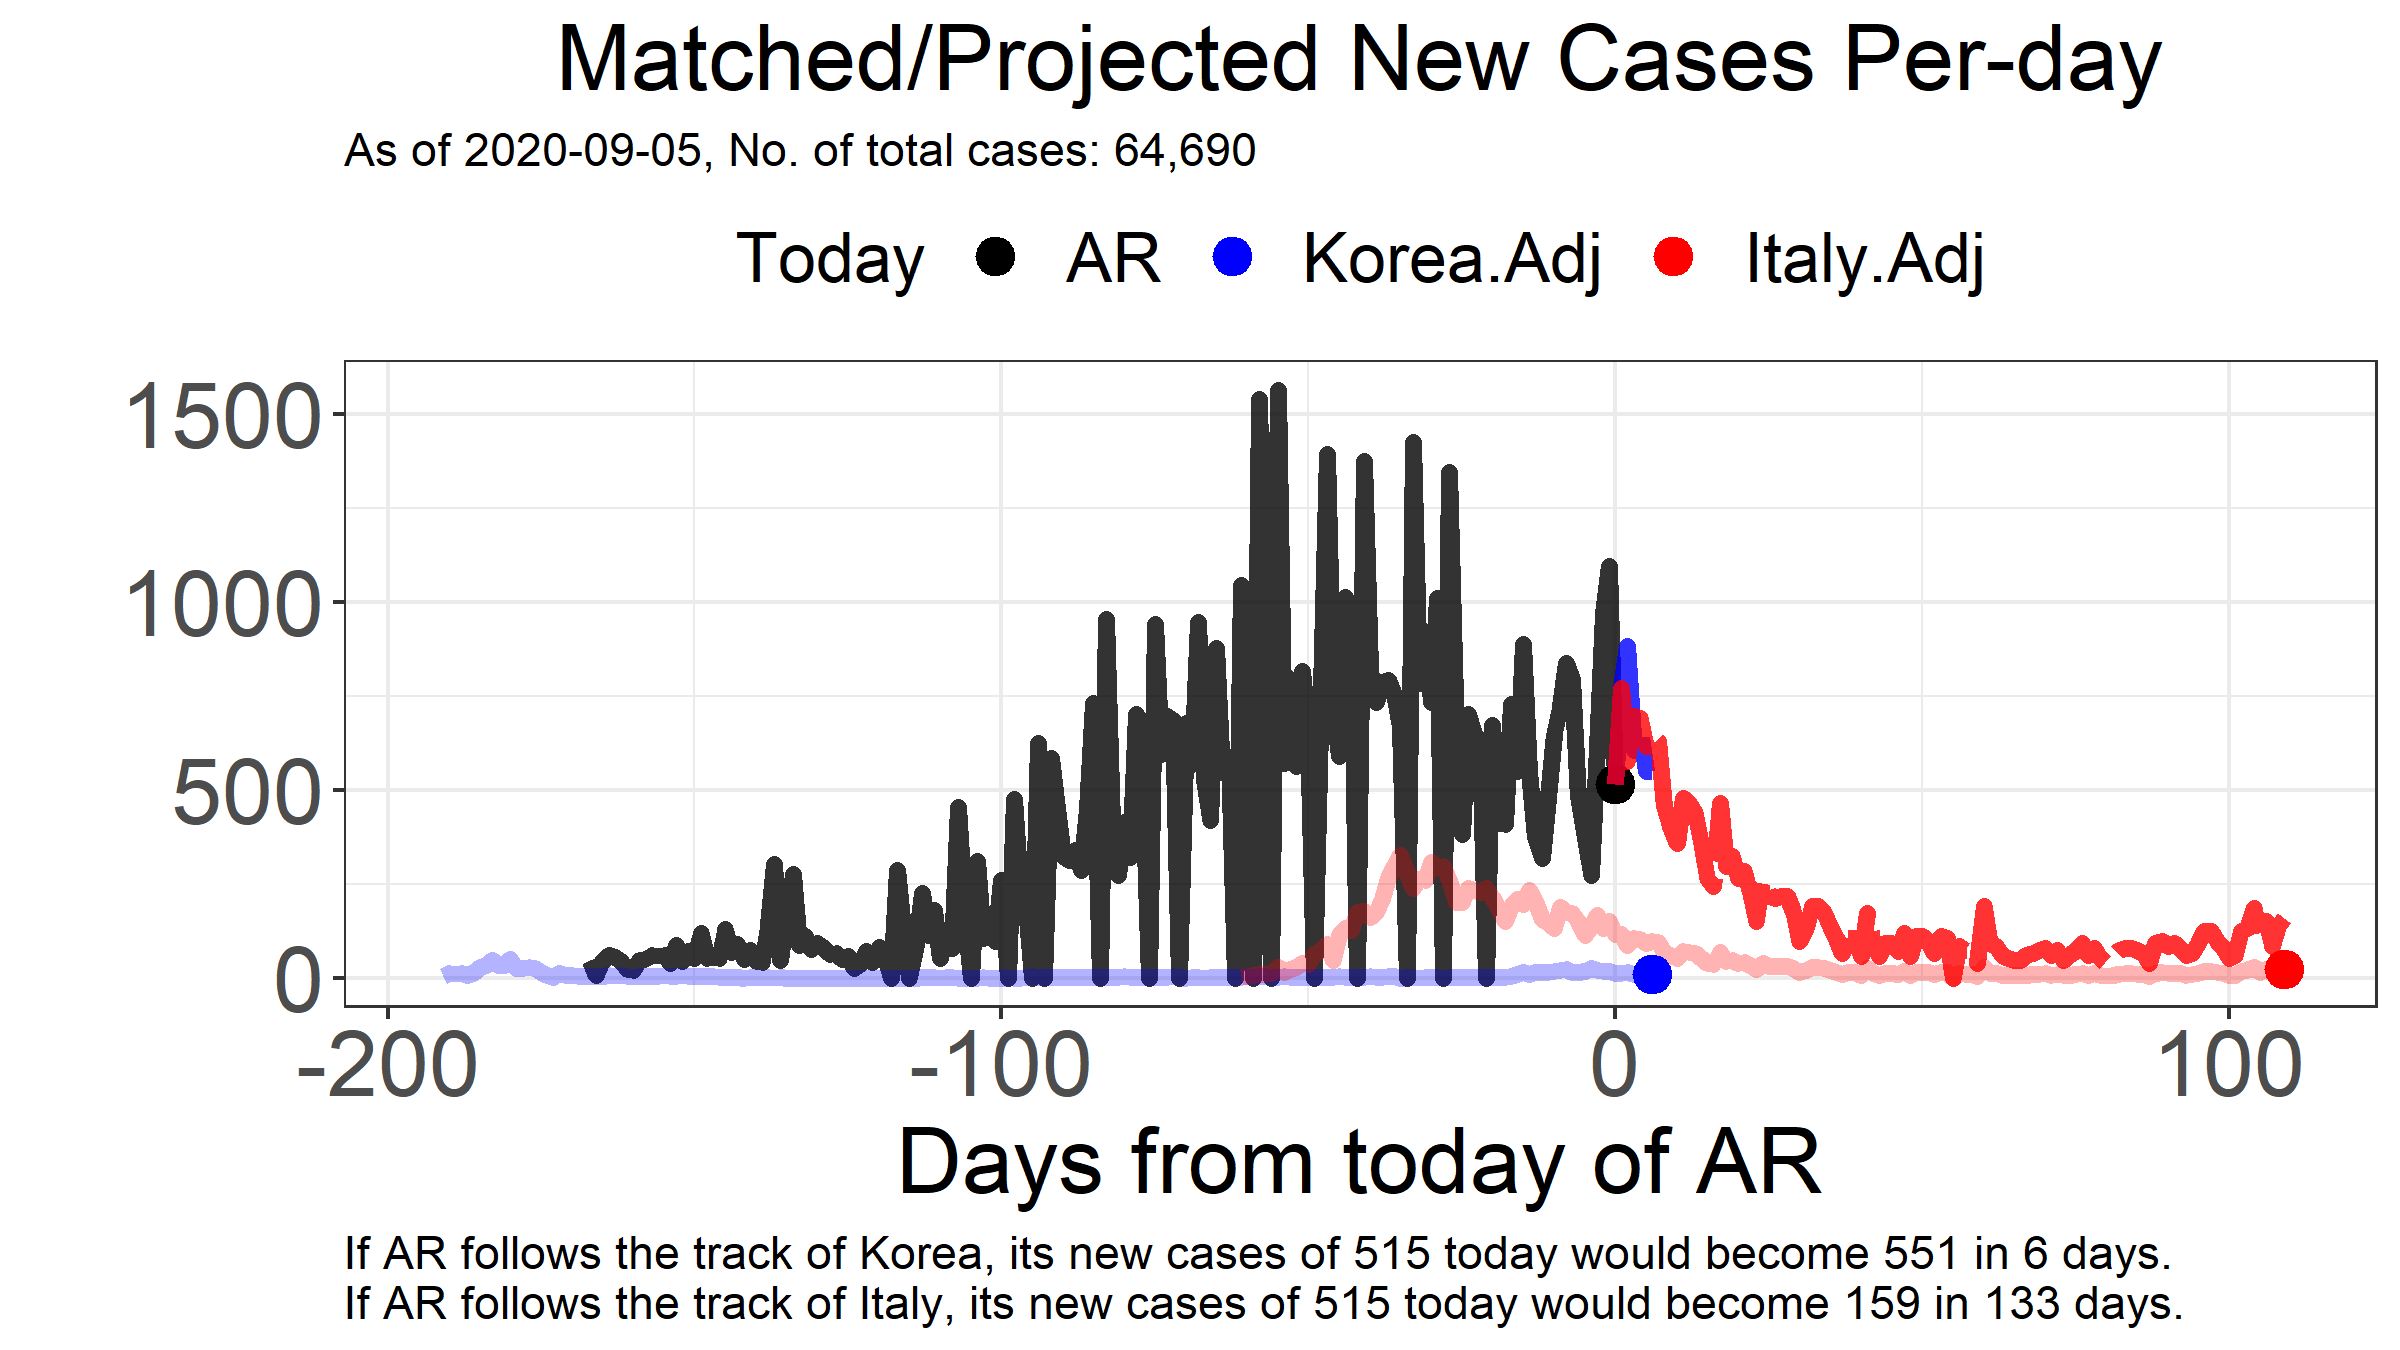 Matched/Projected New Cases Per-day
As of 2020-09-05, No. of total cases: 64,690
Today AR Korea.Adj Italy.Adj
1500
1000
500
0
-200 -100 0 100
Days from today of AR
If AR follows the track of Korea, its new cases of 515 today would become 551 in 6 days.
If AR follows the track of Italy, its new cases of 515 today would become 159 in 133 days.